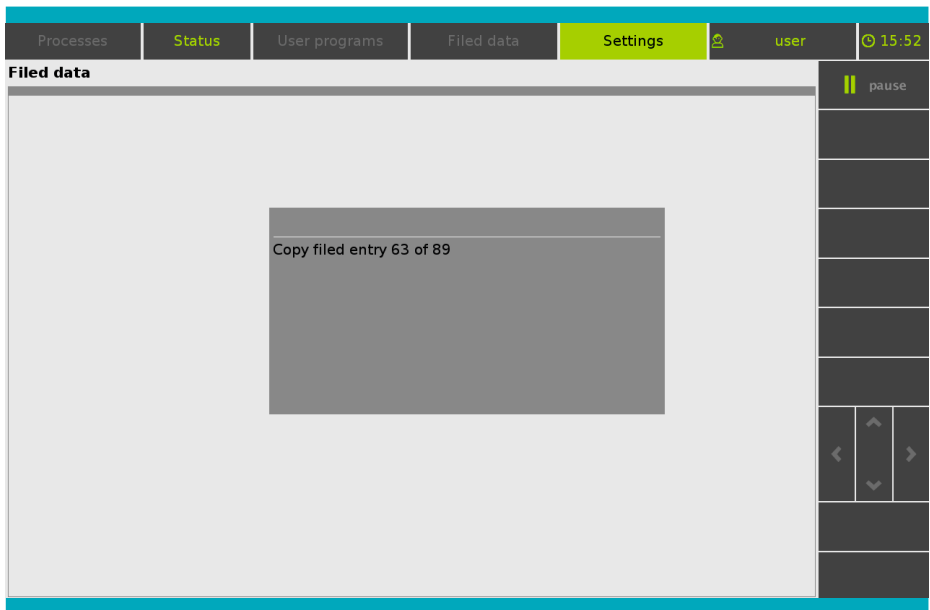 Processes Status User programs Filed data Settings user 15:52
Filed data
pause
Copy filed entry 63 of 89